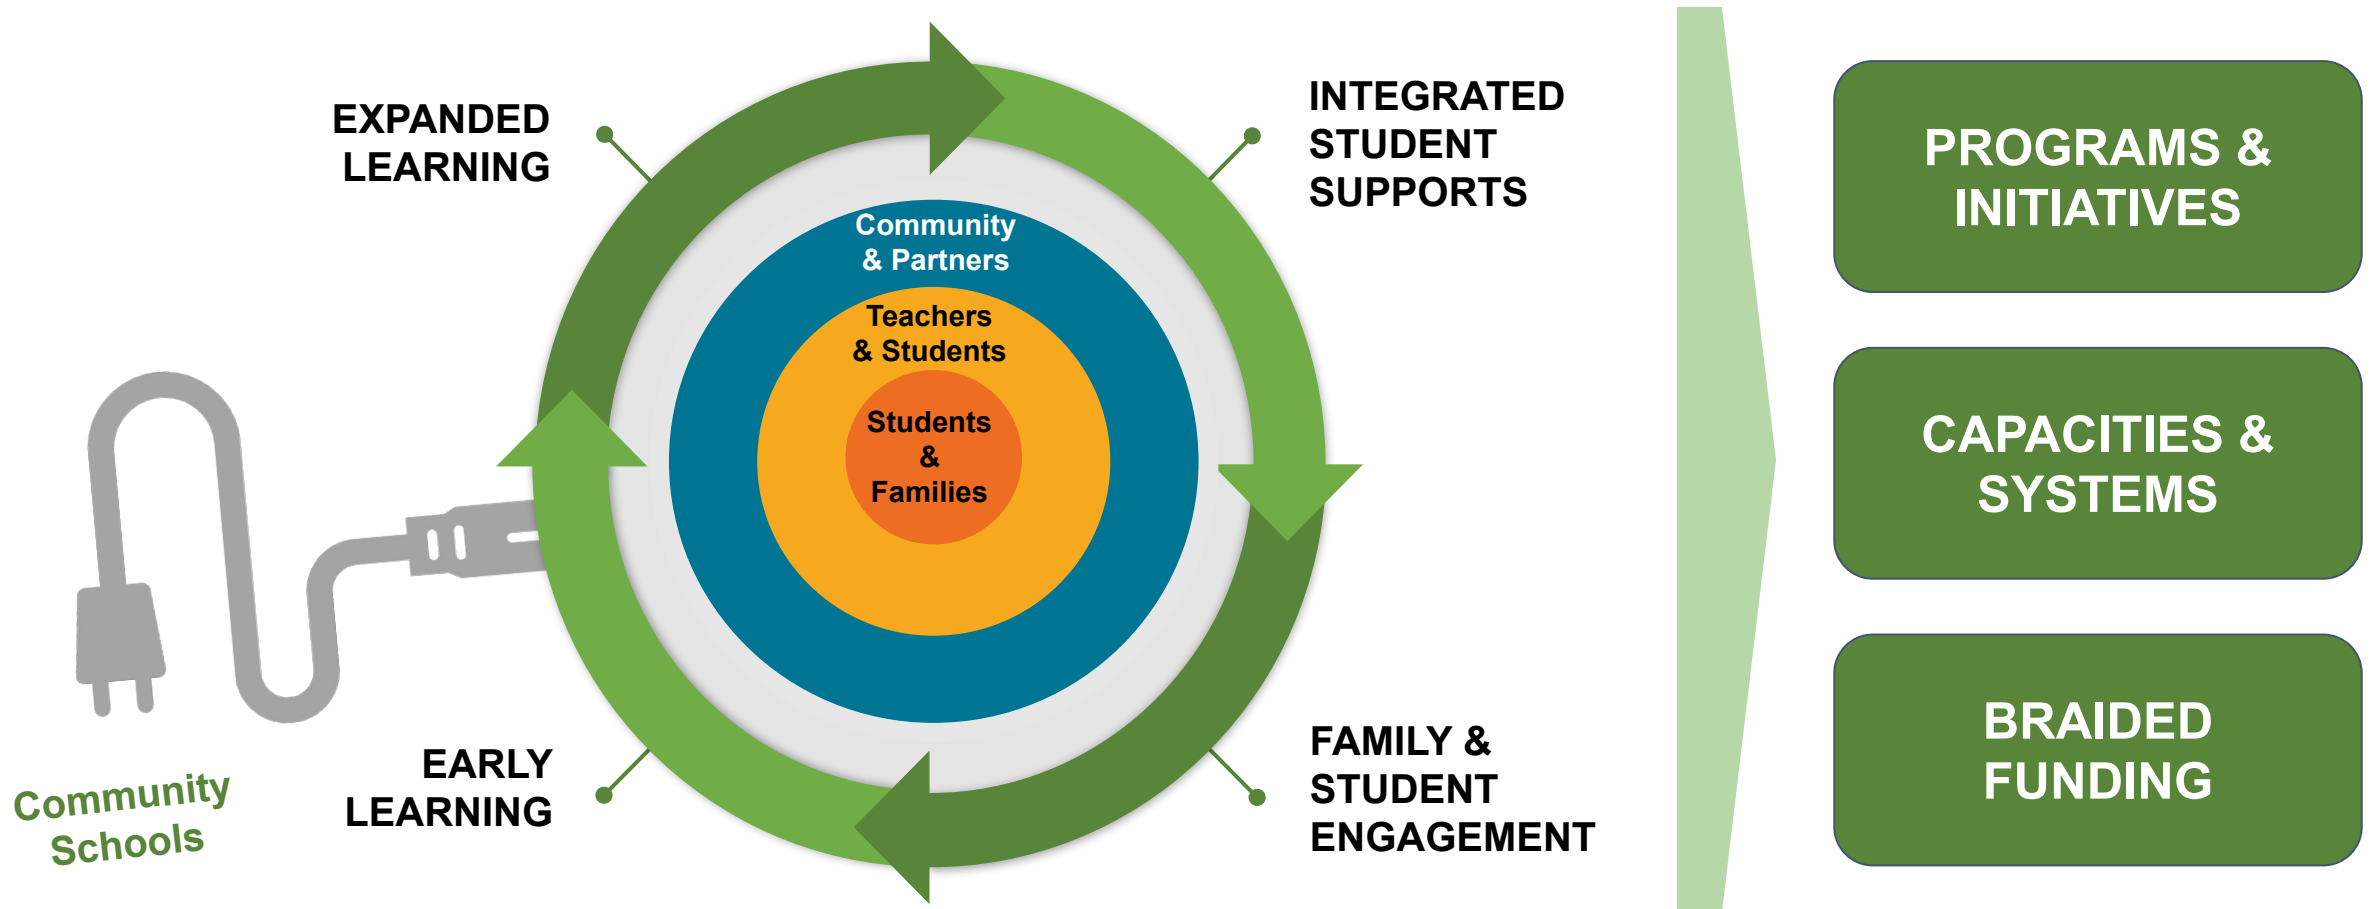 EXPANDED
LEARNING
INTEGRATED
STUDENT
SUPPORTS
Community
& Partners
Teachers
& Students
Students
&
Families
EARLY
LEARNING
FAMILY &
STUDENT
ENGAGEMENT
Community
Schools
PROGRAMS &
INITIATIVES
CAPACITIES &
SYSTEMS
BRAIDED
FUNDING